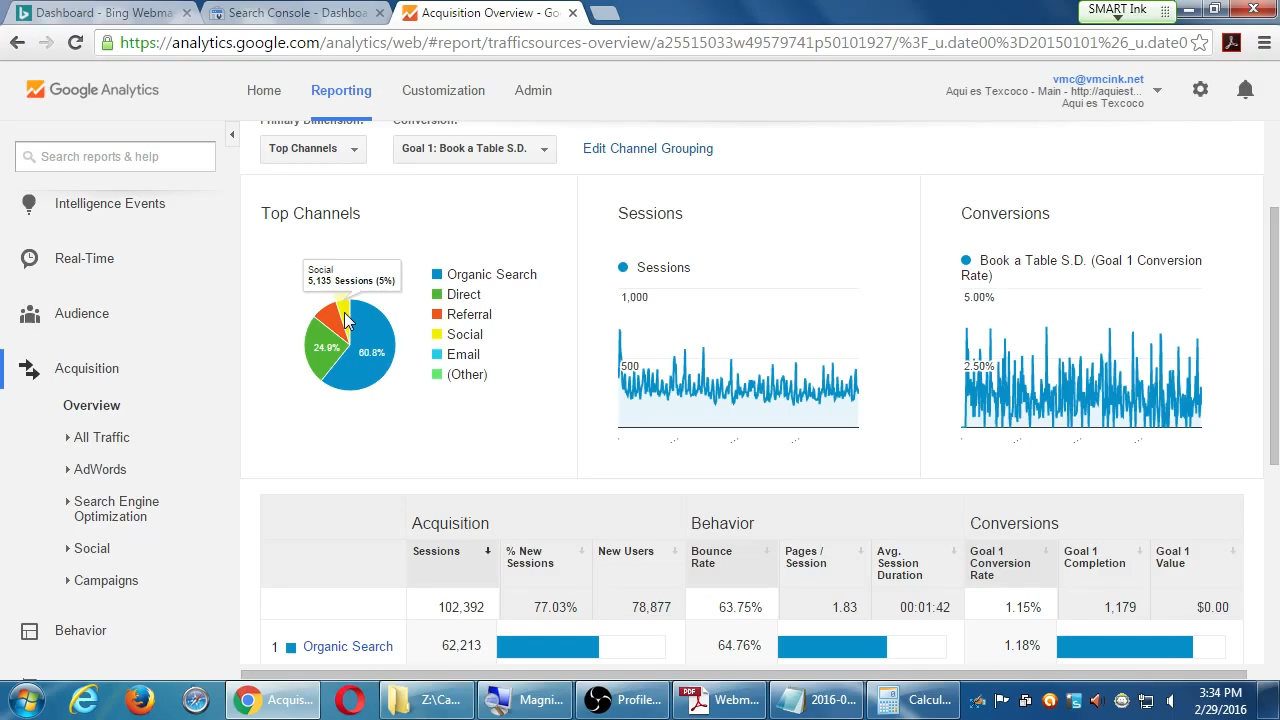 Dashboard - Bing Webma
Search Console - Dashboa
Acquisition Overview - Go
SMART Ink
https://analytics.google.com/analytics/web/#report/trafficsources-overview/a25515033w49579741p50101927/%3F_u.date00%3D20150101%26_u.date0
Google Analytics
Home
Reporting
Customization
Admin
vmc@vmcink.net
Aqui es Texcoco - Main - http://aquiest...
Aqui es Texcoco
Search reports & help
Intelligence Events
Real-Time
Audience
Acquisition
Overview
All Traffic
AdWords
Search Engine
Optimization
Social
Campaigns
Behavior
Primary Dimension:
Conversion:
Top Channels
Goal 1: Book a Table S.D.
Edit Channel Grouping
Top Channels
Social
5,135 Sessions (5%)
24.9%
60.8%
Organic Search
Direct
Referral
Social
Email
(Other)
Sessions
Sessions
1,000
500
Conversions
Book a Table S.D. (Goal 1 Conversion
Rate)
5.00%
2.50%
Acquisition
Behavior
Conversions
Sessions
% New
Sessions
New Users
Bounce
Rate
Pages /
Session
Avg.
Session
Duration
Goal 1
Conversion
Rate
Goal 1
Completion
Goal 1
Value
102,392
77.03%
78,877
63.75%
1.83
00:01:42
1.15%
1,179
$0.00
1
Organic Search
62,213
64.76%
1.18%
Acquis...
Z:\Ca...
Magni...
Profile...
PDF
Webm...
2016-0...
Calcul...
3:34 PM
2/29/2016